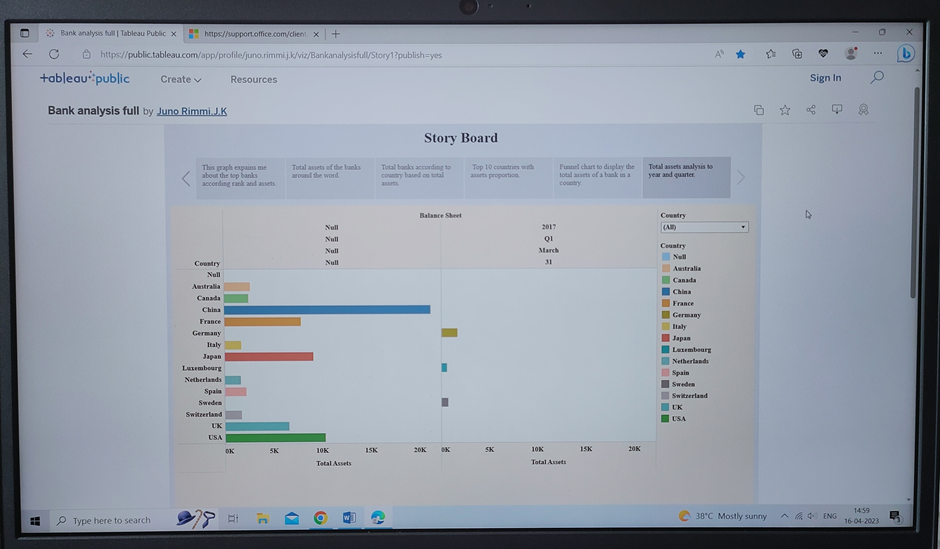 Bank analysis full | Tableau Public
https://support.office.com/client
https://public.tableau.com/app/profile/juno.rimmi.j.k/viz/Bankanalysisfull/Story1?publish=yes
+tableau public
Create
Resources
Sign In
Bank analysis full by Juno Rimmi.J.K
Story Board
This graph expains me
about the top banks
according rank and assets.
Total assets of the banks
around the word.
Total banks according to
country based on total
assets.
Top 10 countries with
assets proportion.
Funnel chart to display the
total assets of a bank in a
country.
Total assets analysis to
year and quarter.
Balance Sheet
Null 2017
Null Q1
Null March
Country Null 31
Null
Australia
Canada
China
France
Germany
Italy
Japan
Luxembourg
Netherlands
Spain
Sweden
Switzerland
UK
USA
0K 5K 10K 15K 20K 0K 5K 10K 15K 20K
Total Assets Total Assets
Country
(All)
Country
Null
Australia
Canada
China
France
Germany
Italy
Japan
Luxembourg
Netherlands
Spain
Sweden
Switzerland
UK
USA
Type here to search
38°C Mostly sunny
ENG
14:59
16-04-2023